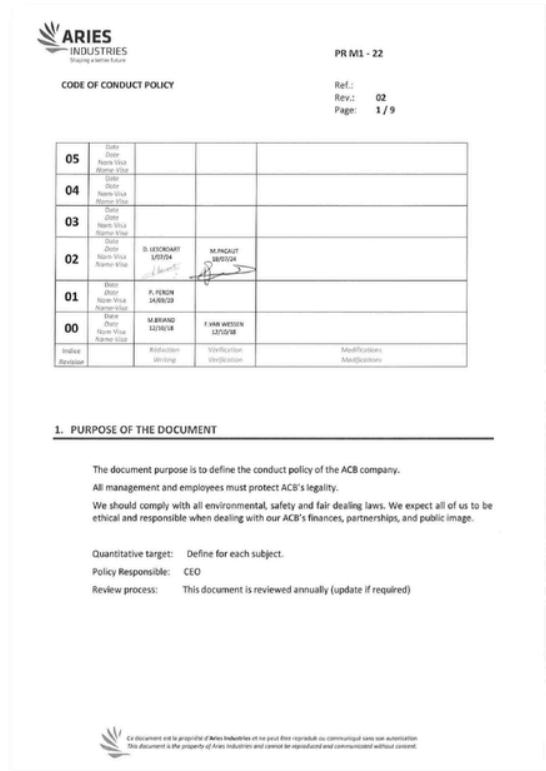 ARIES
INDUSTRIES
Shaping a better future
PR M1 - 22
CODE OF CONDUCT POLICY
Ref.:
Rev.: 02
Page: 1 / 9
05
Date
Date
Nom Visa
Name Visa
04
Date
Date
Nom Visa
Name Visa
03
Date
Date
Nom Visa
Name Visa
02
Date
Date
Nom Visa
Name Visa
D. LESCROART
1/07/24
M.PACAUT
18/07/24
01
Date
Date
Nom Visa
Name Visa
P. PERON
14/09/20
00
Date
Date
Nom Visa
Name Visa
M.BRIAND
12/10/18
F.VAN WESSEN
12/10/18
Indice
Revision
Rédaction
Writing
Vérification
Verification
Modifications
Modifications
1. PURPOSE OF THE DOCUMENT
The document purpose is to define the conduct policy of the ACB company.
All management and employees must protect ACB's legality.
We should comply with all environmental, safety and fair dealing laws. We expect all of us to be
ethical and responsible when dealing with our ACB's finances, partnerships, and public image.
Quantitative target: Define for each subject.
Policy Responsible: CEO
Review process: This document is reviewed annually (update if required)
Ce document est la propriété d'Aries Industries et ne peut être reproduit ou communiqué sans son autorisation
This document is the property of Aries Industries and cannot be reproduced and communicated without consent.